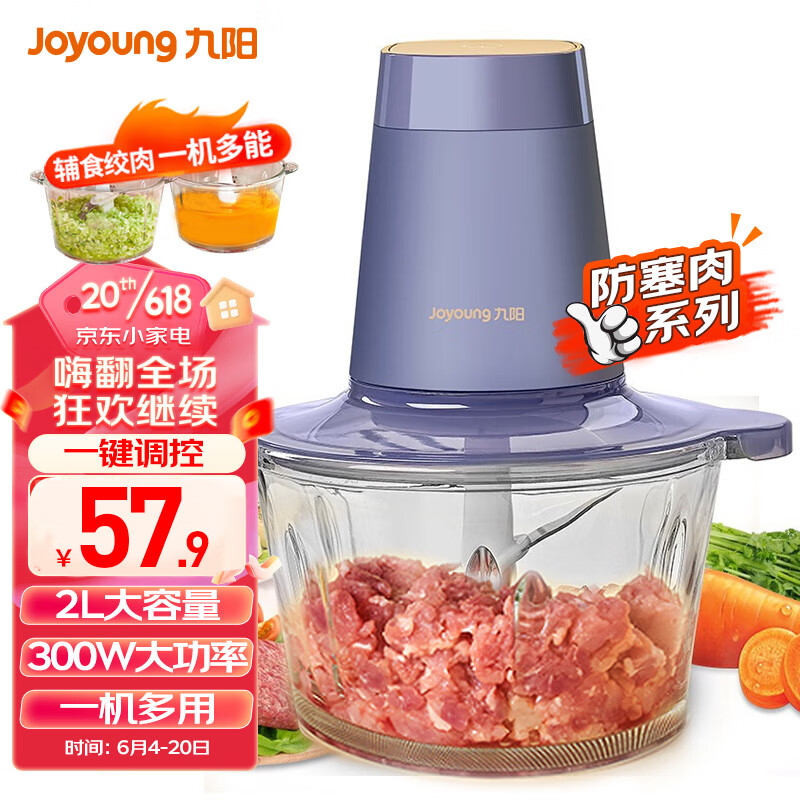 Joyoung 九阳
辅食绞肉一机多能
20th 618
京东小家电
嗨翻全场
狂欢继续
一键调控
¥57.9
2L大容量
300W大功率
一机多用
时间:6月4-20日
防塞肉
系列
Joyoung 九阳